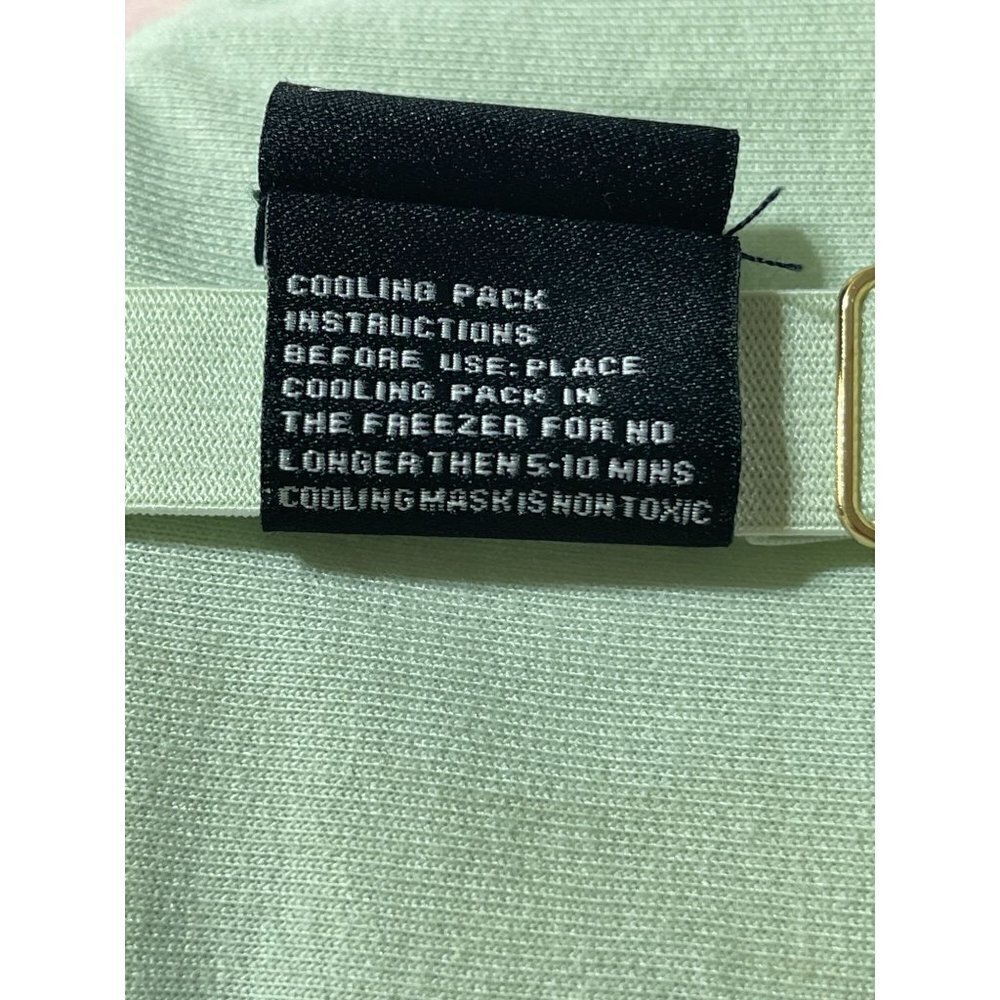 COOLING PACK
INSTRUCTIONS
BEFORE USE: PLACE
COOLING PACK IN
THE FREEZER FOR NO
LONGER THEN 5-10 MINS.
COOLING MASK IS NON TOXIC